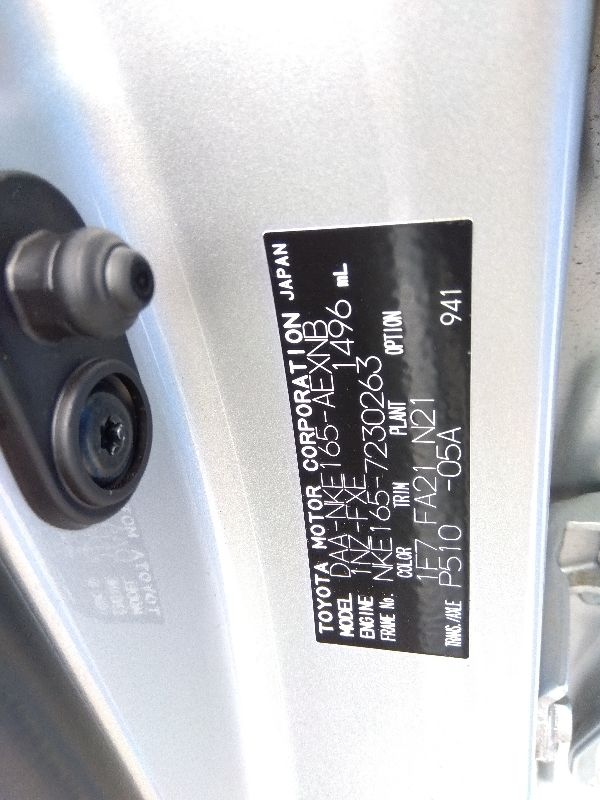 TOYOTA MOTOR CORPORATION JAPAN
MODEL DAA-NKE165-AEXNB
ENGINE 1NZ-FXE 1496 mL
FRAME No. NKE165-7230263
COLOR TRIM PLANT OPTION
1F7 FA21 N21
TRANS./AXLE P510 -05A 941